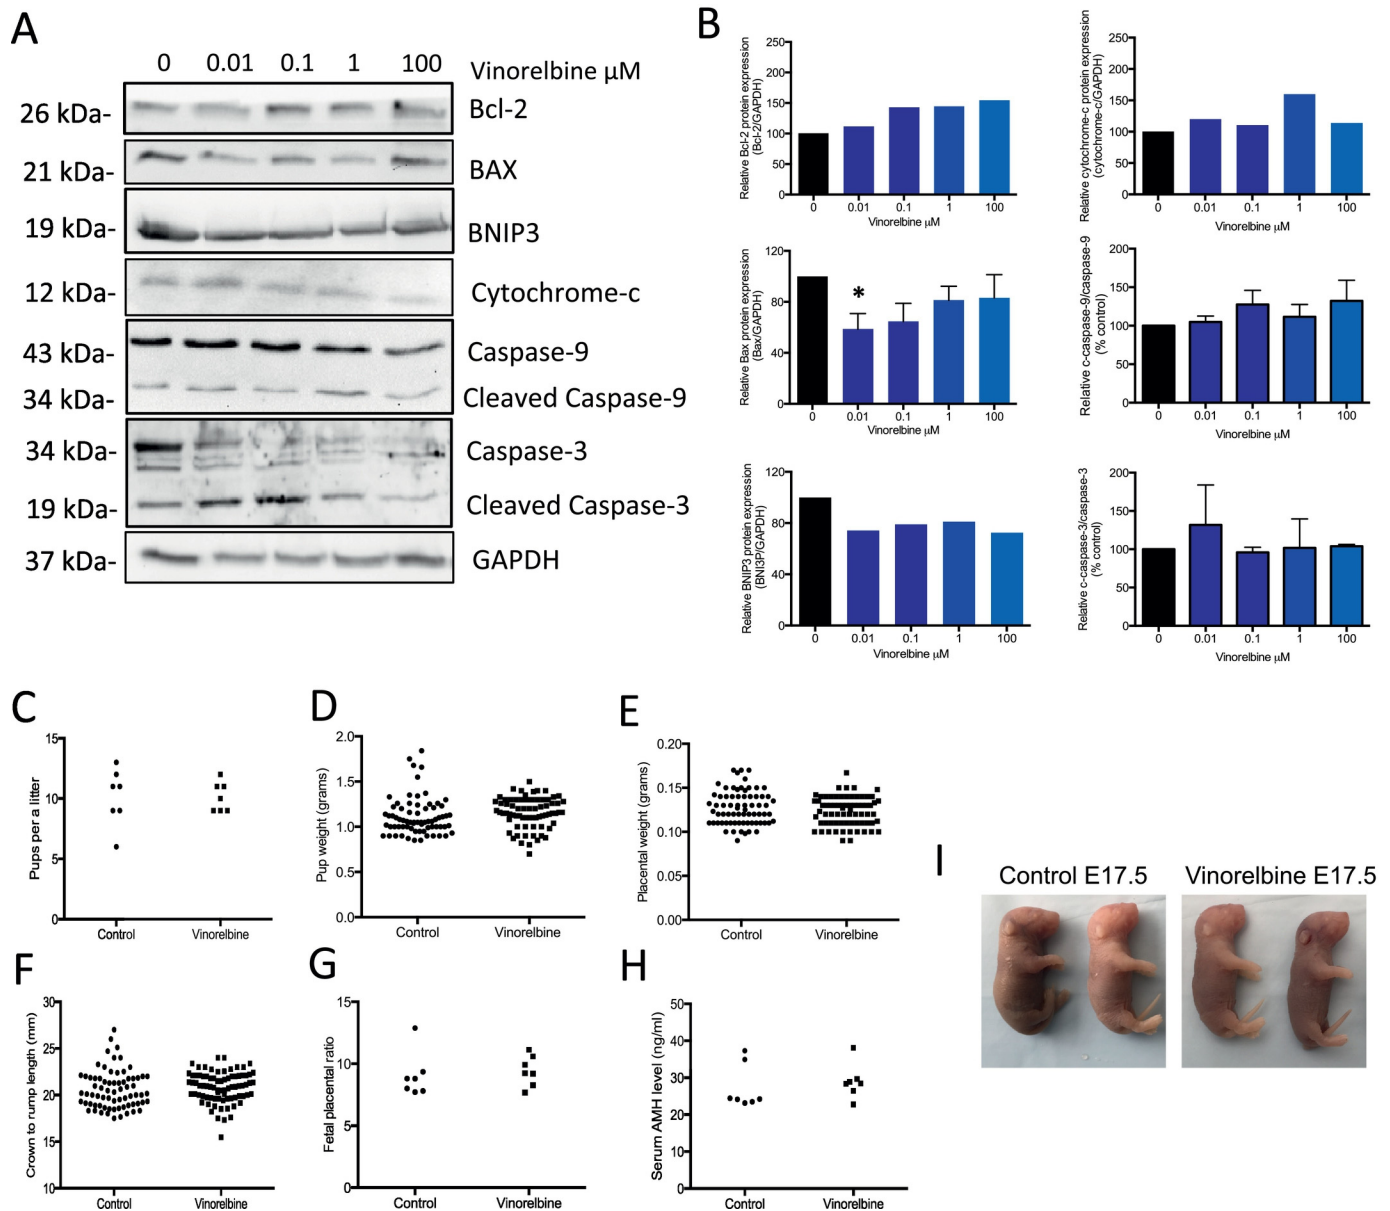 A
0 0.01 0.1 1 100 Vinorelbine µM
26 kDa- Bcl-2
21 kDa- BAX
19 kDa- BNIP3
12 kDa- Cytochrome-c
43 kDa- Caspase-9
34 kDa- Cleaved Caspase-9
34 kDa- Caspase-3
19 kDa- Cleaved Caspase-3
37 kDa- GAPDH
B
Relative Bcl-2 protein expression
(Bcl-2/GAPDH)
250
200
150
100
50
0
0 0.01 0.1 1 100
Vinorelbine µM
Relative cytochrome-c protein expression
(cytochrome-c/GAPDH)
250
200
150
100
50
0
0 0.01 0.1 1 100
Vinorelbine µM
Relative Bax protein expression
(Bax/GAPDH)
120
80
40
0
*
0 0.01 0.1 1 100
Vinorelbine µM
Relative c-caspase-9/caspase-9
(% control)
200
150
100
50
0
0 0.01 0.1 1 100
Vinorelbine µM
Relative BNIP3 protein expression
(BNI3P/GAPDH)
120
80
40
0
0 0.01 0.1 1 100
Vinorelbine µM
Relative c-caspase-3/caspase-3
(% control)
200
150
100
50
0
0 0.01 0.1 1 100
Vinorelbine µM
C
Pups per a litter
15
10
5
0
Control Vinorelbine
D
Pup weight (grams)
2.0
1.5
1.0
0.5
0.0
Control Vinorelbine
E
Placental weight (grams)
0.20
0.15
0.10
0.05
0.00
Control Vinorelbine
F
Crown to rump length (mm)
30
25
20
15
10
Control Vinorelbine
G
Fetal placental ratio
15
10
5
0
Control Vinorelbine
H
Serum AMH level (ng/ml)
50
40
30
20
10
0
Control Vinorelbine
I
Control E17.5 Vinorelbine E17.5